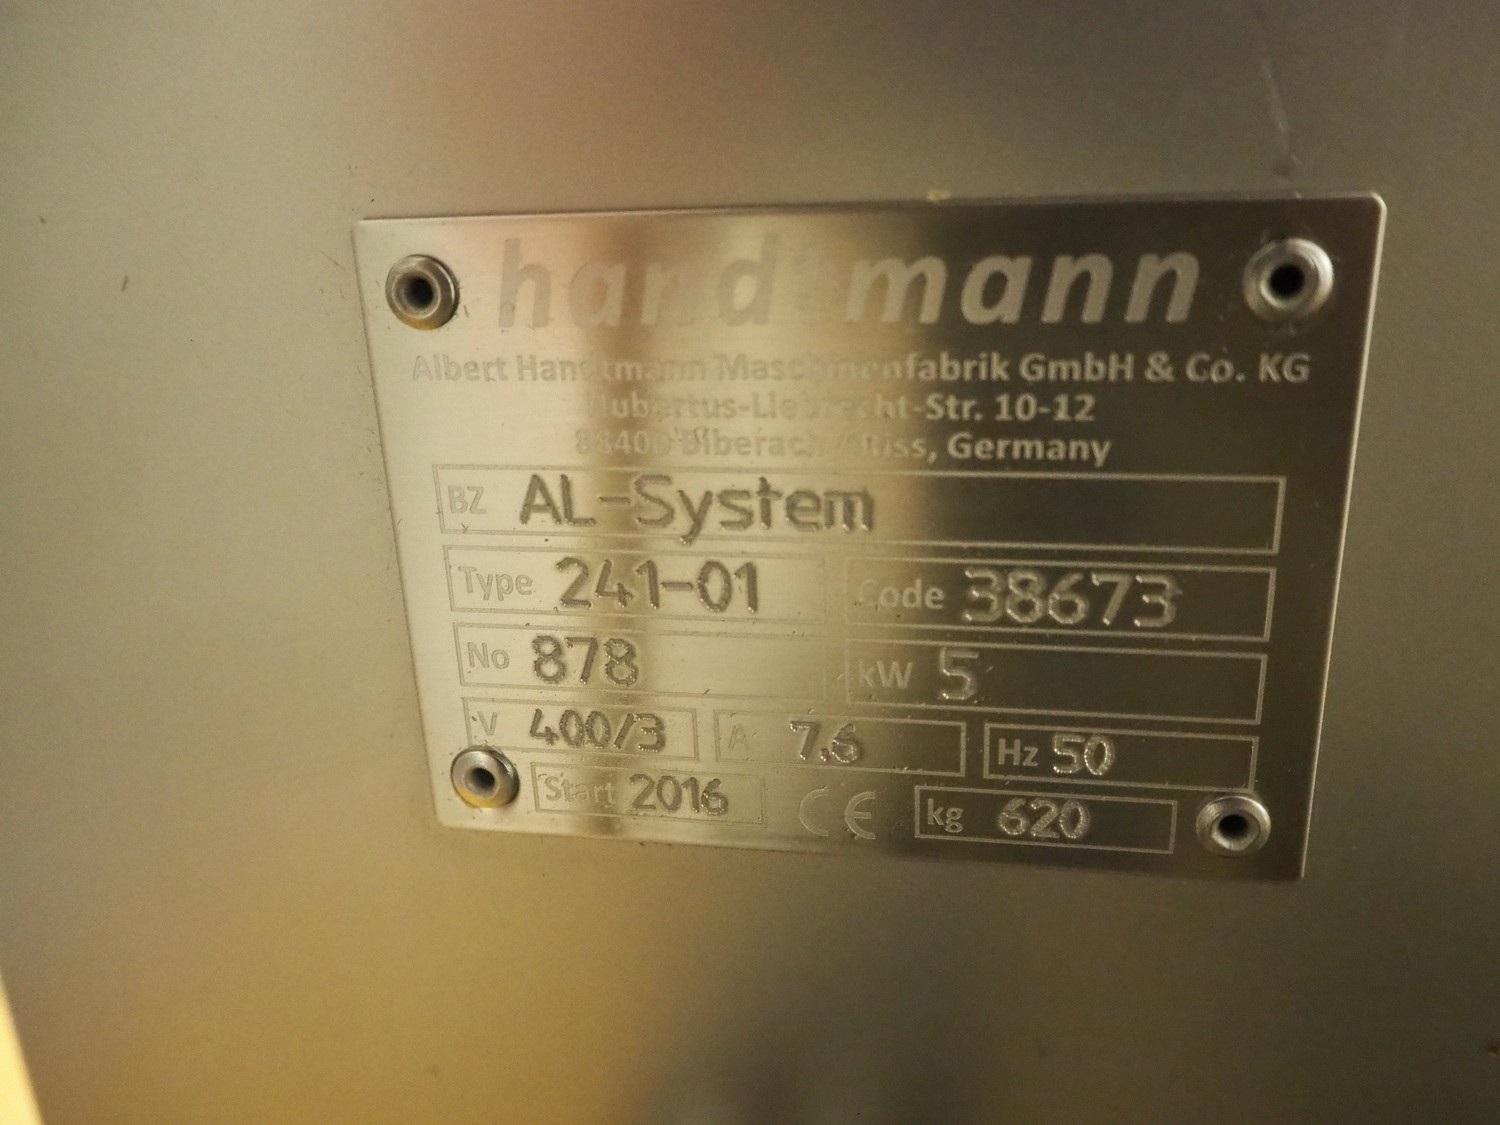 handtmann
Albert Handtmann Maschinenfabrik GmbH & Co. KG
Hubertus-Liebrecht-Str. 10-12
88400 Biberach / Riss, Germany
BZ AL-System
Type 241-01 Code 38673
No 878 kW 5
V 400/3 A 7.6 Hz 50
Start 2016 CE kg 620